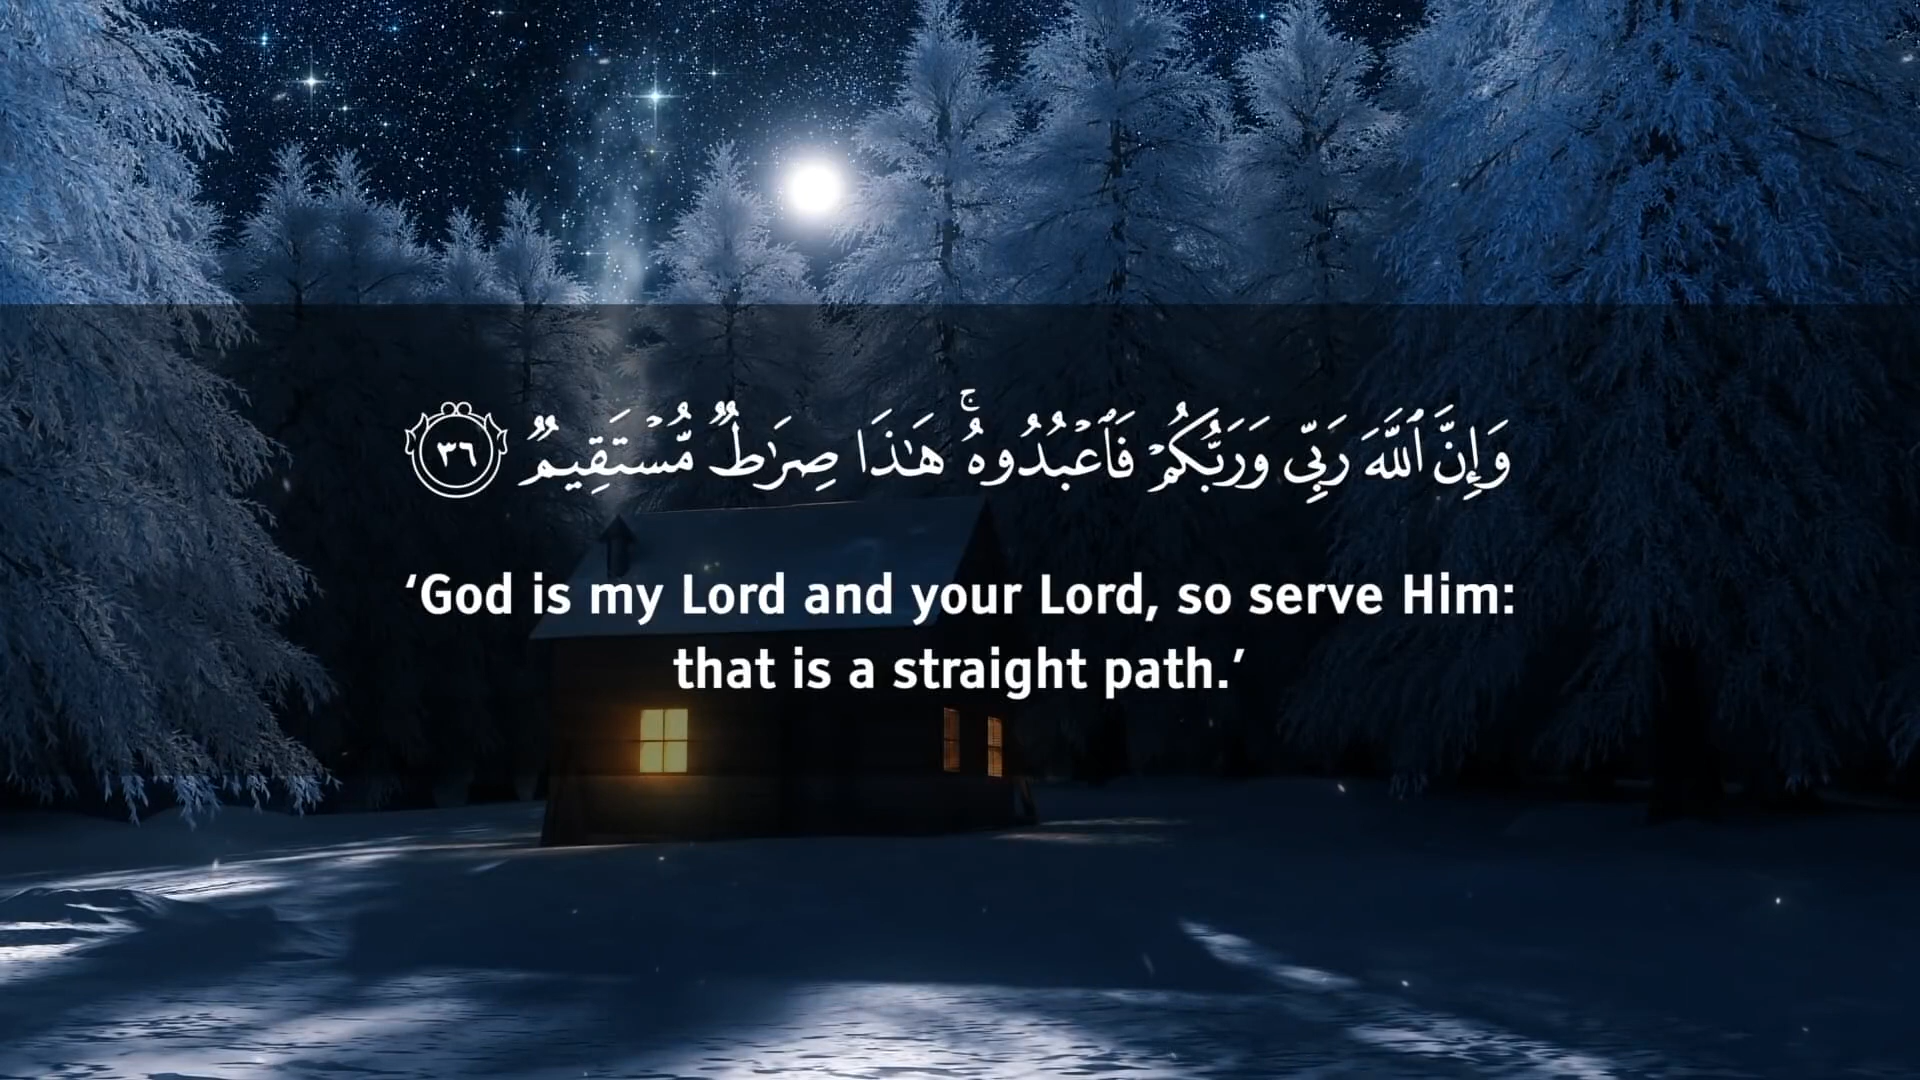 وَإِنَّ ٱللَّهَ رَبِّى وَرَبُّكُمْ فَٱعْبُدُوهُ ۚ هَـٰذَا صِرَٰطٌ مُّسْتَقِيمٌ ٣٦
‘God is my Lord and your Lord, so serve Him:
that is a straight path.’